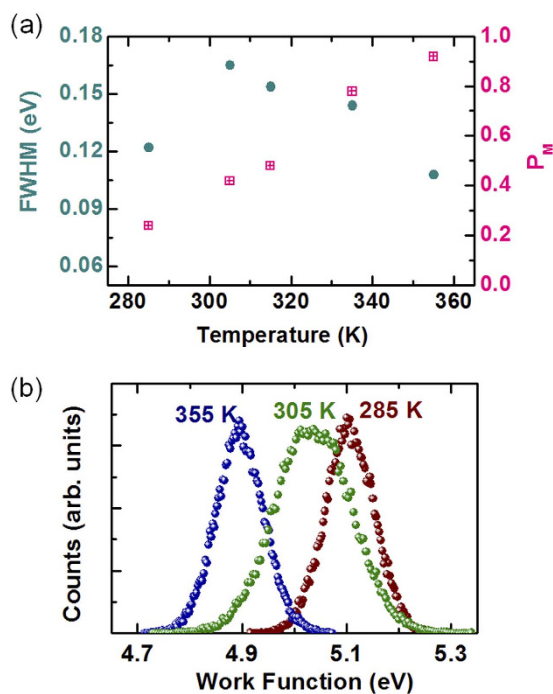 (a)
0.18
0.15
0.12
0.09
0.06
FWHM (eV)
1.0
0.8
0.6
0.4
0.2
0.0
P_M
280 300 320 340 360
Temperature (K)
(b)
355 K 305 K 285 K
Counts (arb. units)
4.7 4.9 5.1 5.3
Work Function (eV)